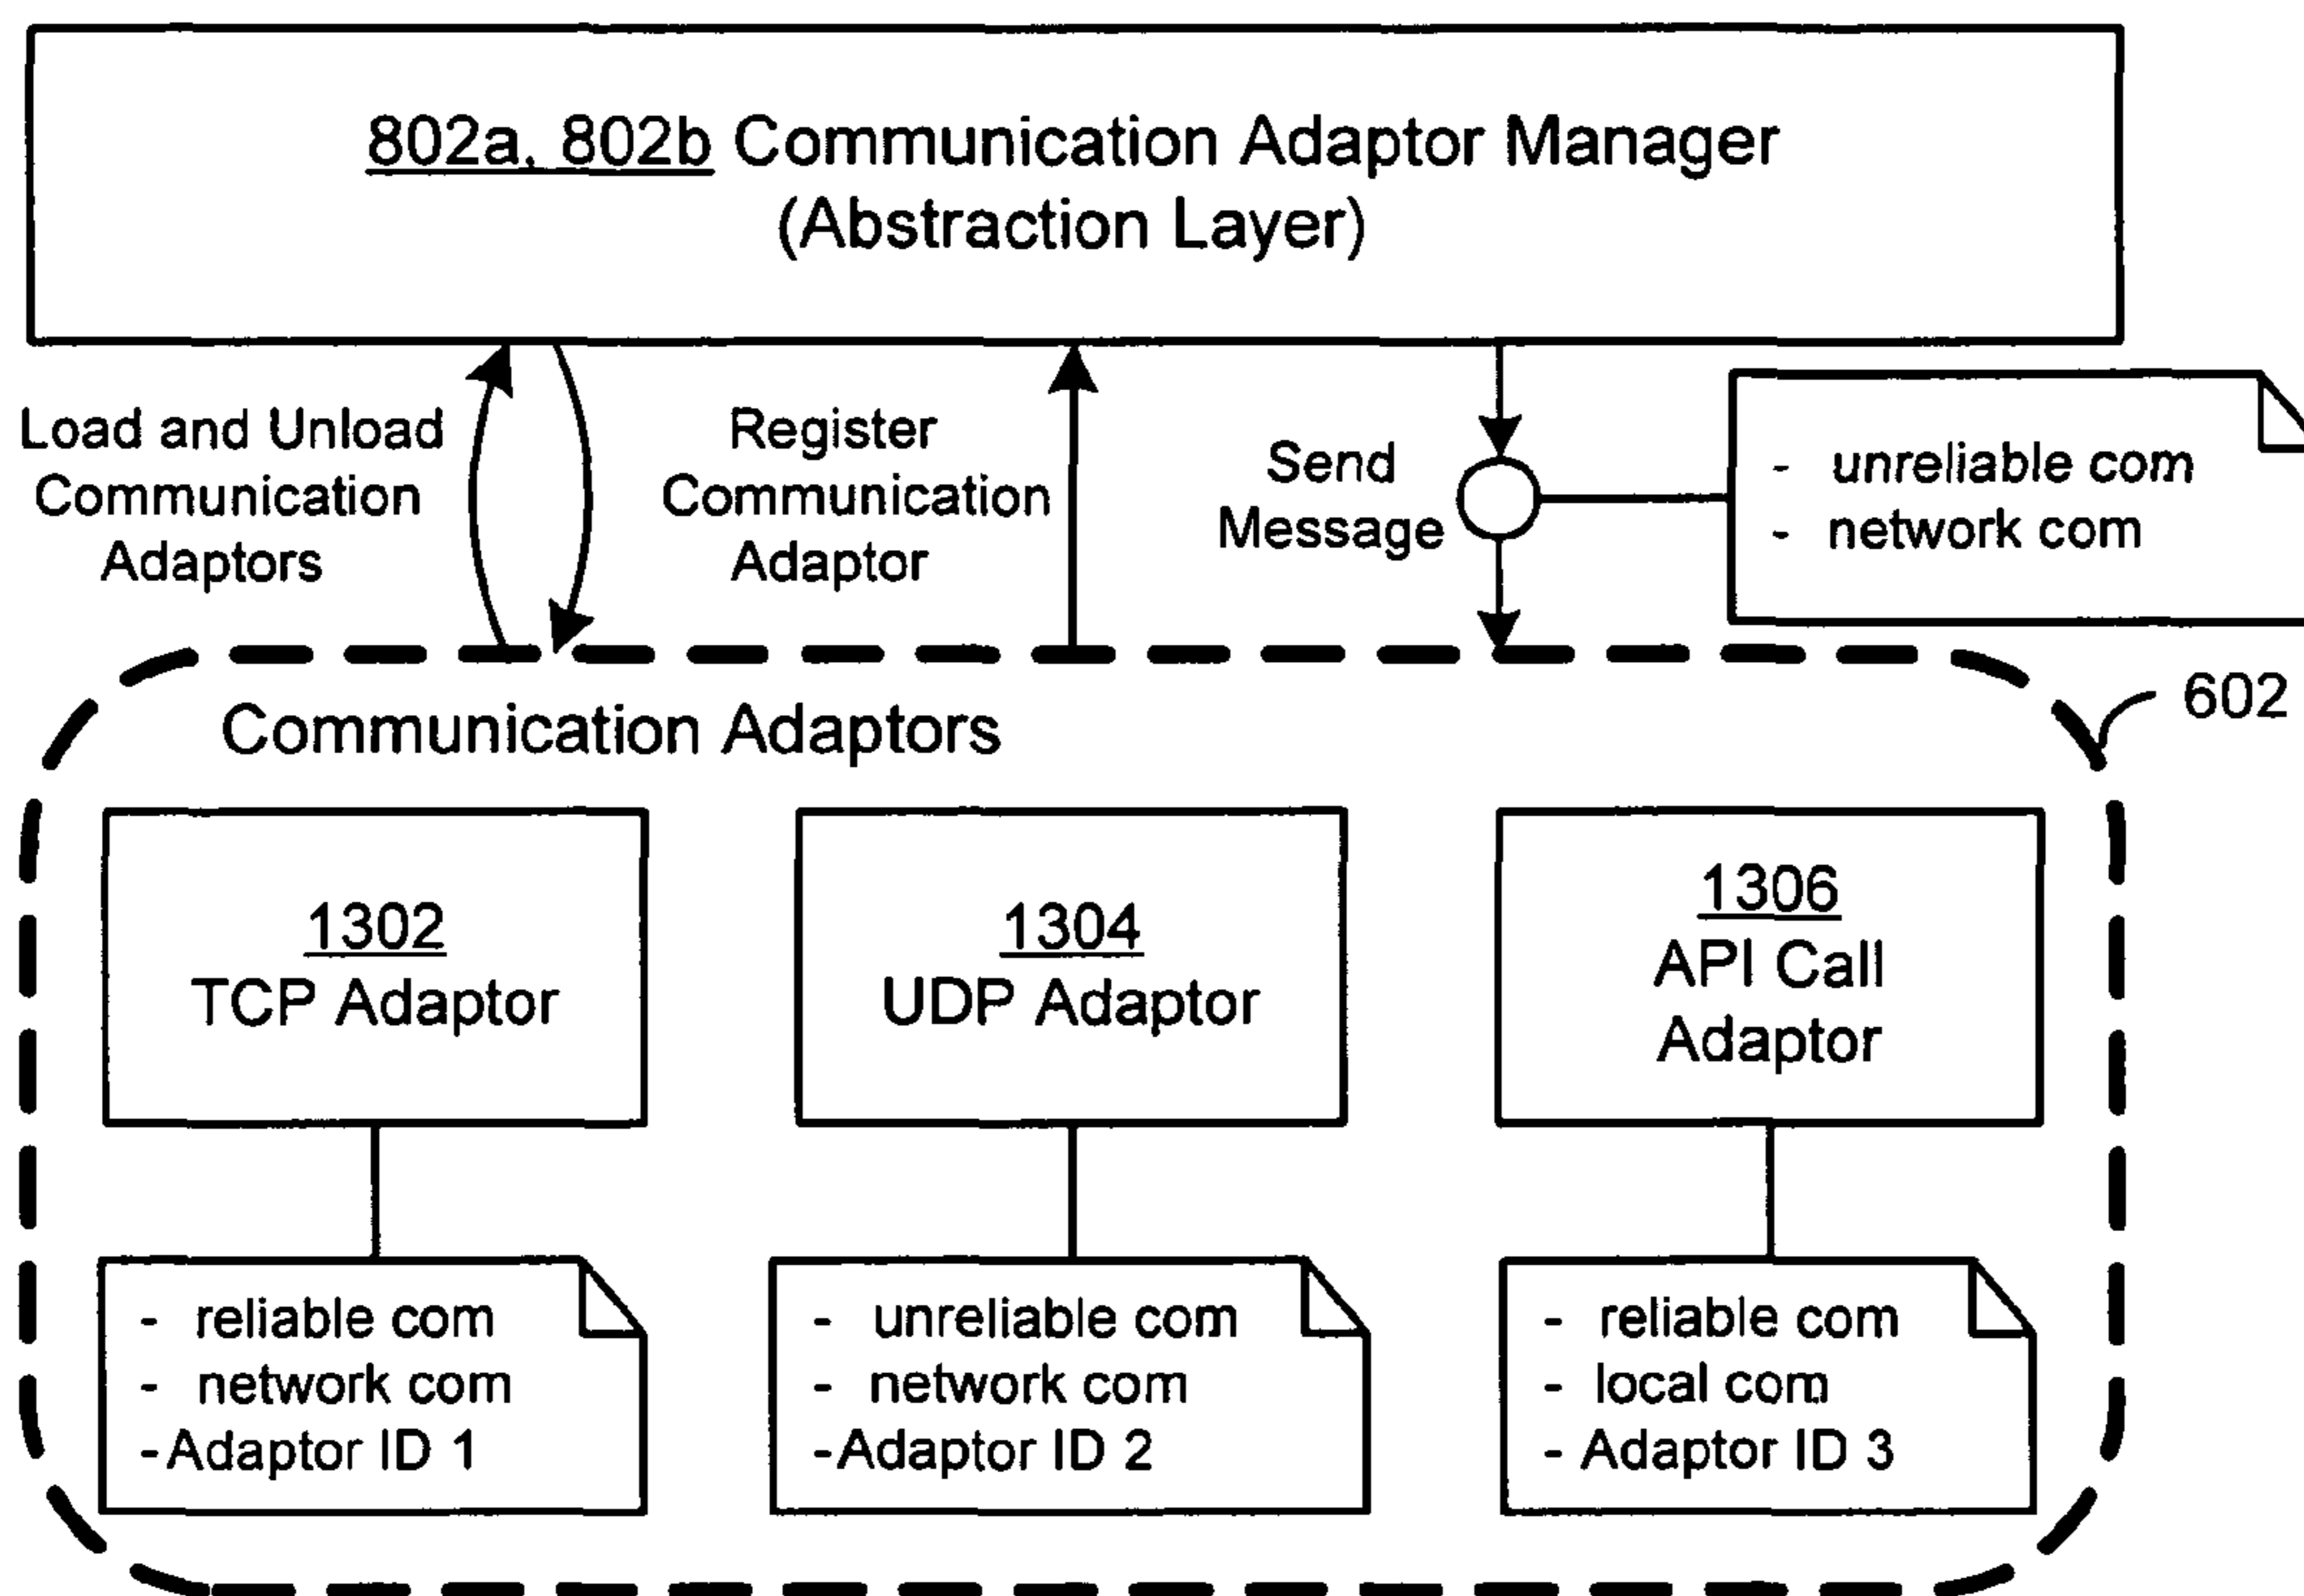 802a, 802b Communication Adaptor Manager
(Abstraction Layer)
Load and Unload
Communication
Adaptors
Register
Communication
Adaptor
Send
Message
- unreliable com
- network com
602
Communication Adaptors
1302
TCP Adaptor
1304
UDP Adaptor
1306
API Call
Adaptor
- reliable com
- network com
-Adaptor ID 1
- unreliable com
- network com
-Adaptor ID 2
- reliable com
- local com
- Adaptor ID 3